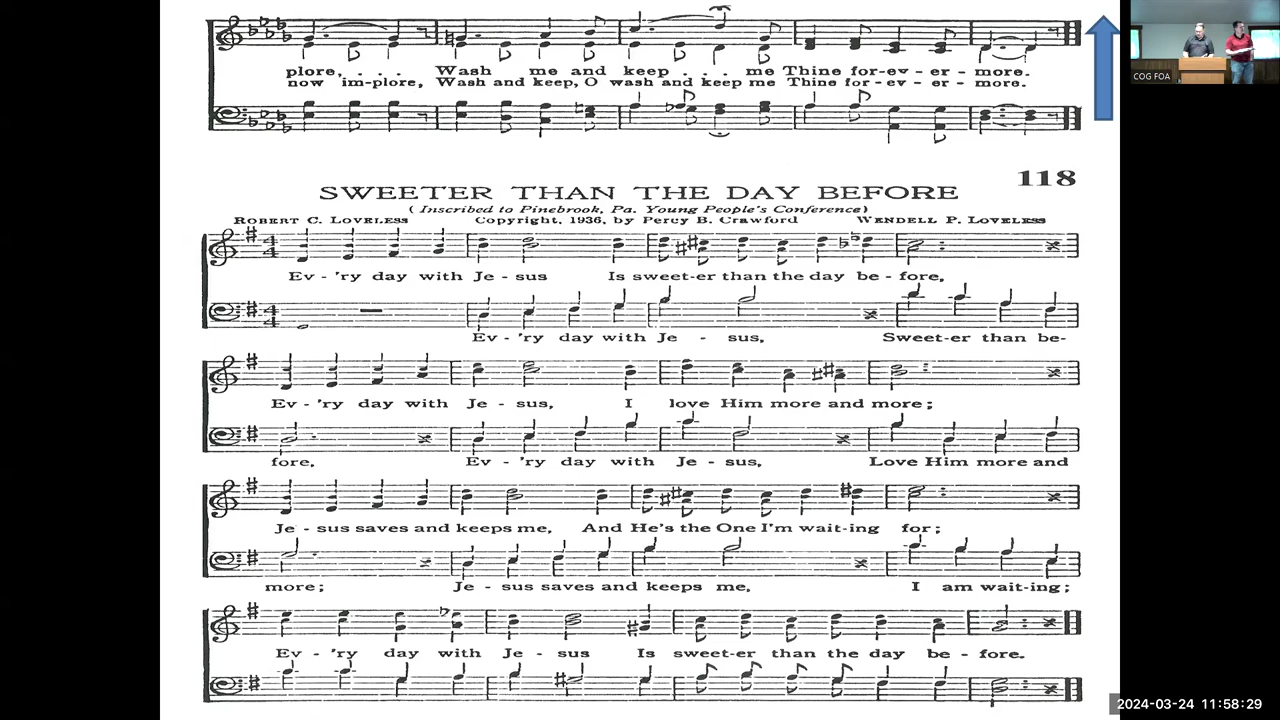 plore, . . . Wash me and keep . . . me Thine for-ev - er - more.
now im-plore, Wash and keep, O wash and keep me Thine for - ev - er - more.
COG FOA
118
SWEETER THAN THE DAY BEFORE
( Inscribed to Pinebrook, Pa. Young People's Conference)
ROBERT C. LOVELESS Copyright, 1936, by Percy B. Crawford WENDELL P. LOVELESS
Ev - 'ry day with Je - sus Is sweet-er than the day be - fore,
Ev - 'ry day with Je - sus, Sweet-er than be-
Ev - 'ry day with Je - sus, I love Him more and more;
fore, Ev - 'ry day with Je - sus, Love Him more and
Je - sus saves and keeps me, And He's the One I'm wait-ing for;
more; Je - sus saves and keeps me, I am wait-ing;
Ev - 'ry day with Je - sus Is sweet-er than the day be - fore.
2024-03-24 11:58:29